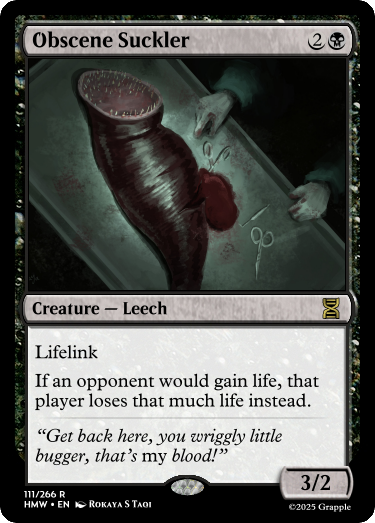 Obscene Suckler 2
Creature — Leech
Lifelink
If an opponent would gain life, that
player loses that much life instead.
“Get back here, you wriggly little
bugger, that’s my blood!”
3/2
111/266 R
HMW • EN Rokaya S Taoi
©2025 Grapple